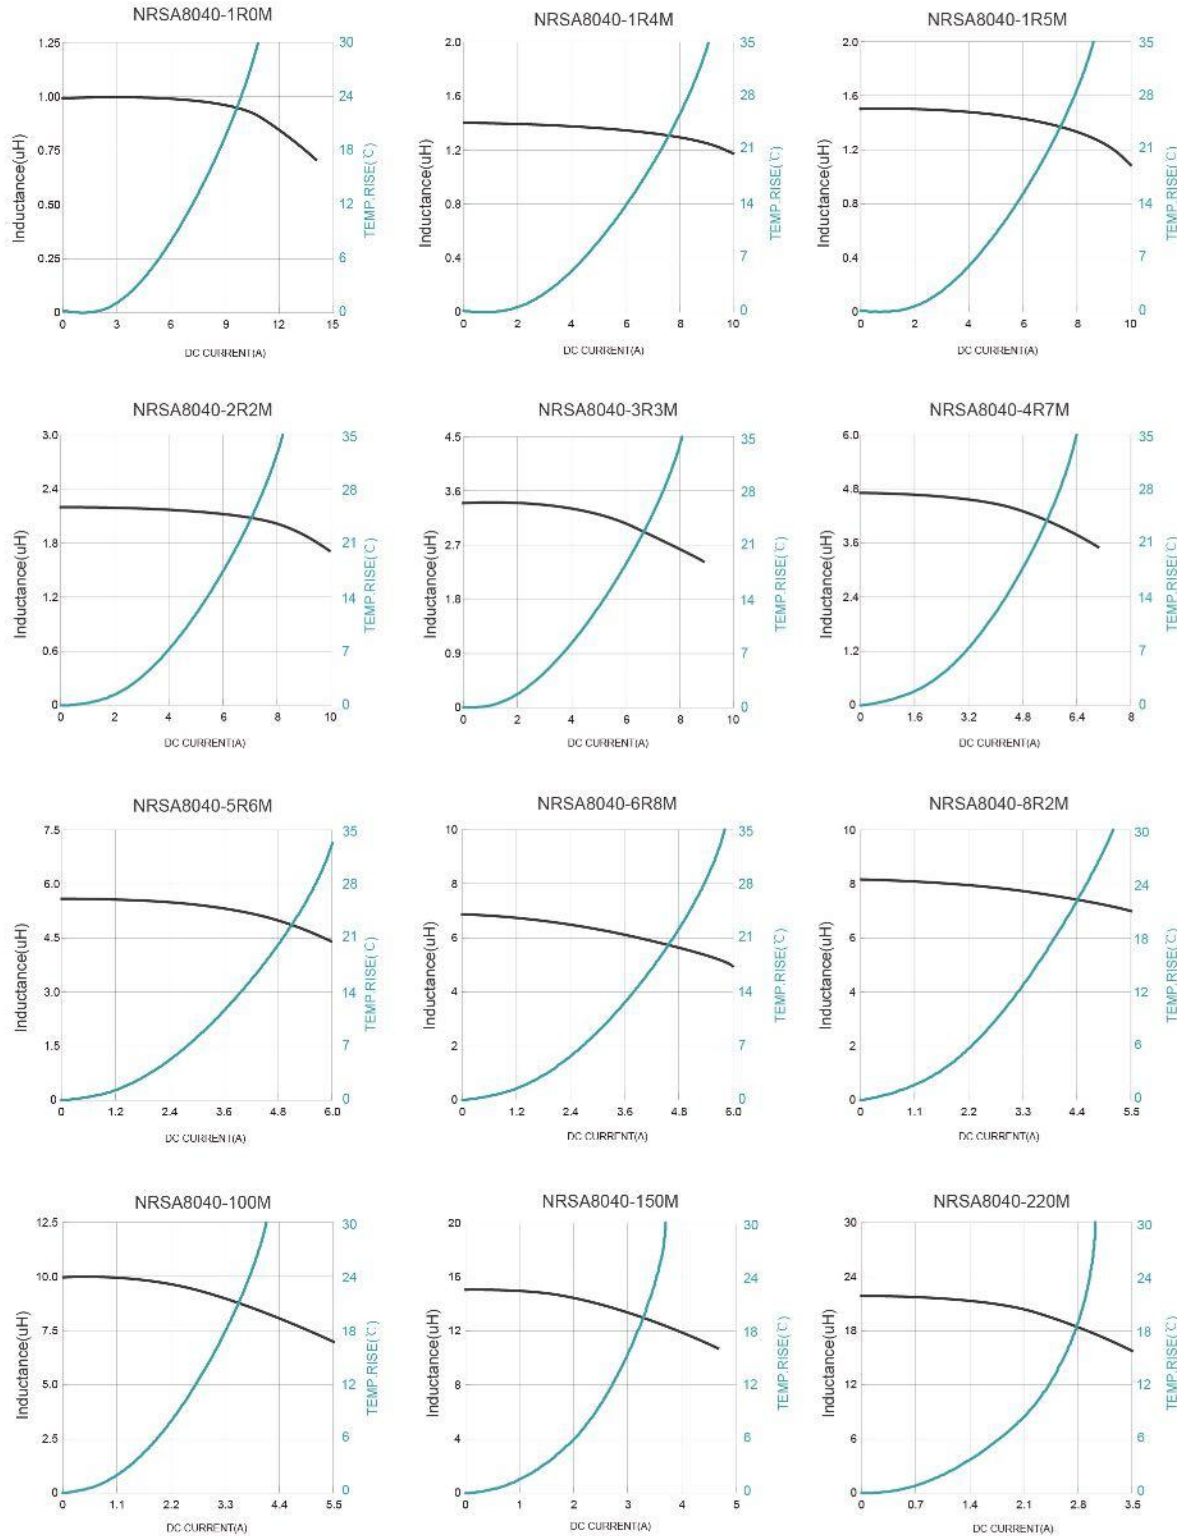 NRSA8040-1R0M
1.25
1.00
0.75
0.50
0.25
0
Inductance(uH)
30
24
18
12
6
0
TEMP.RISE(℃)
0 3 6 9 12 15
DC CURRENT(A)
NRSA8040-1R4M
2.0
1.6
1.2
0.8
0.4
0
Inductance(uH)
35
28
21
14
7
0
TEMP.RISE(℃)
0 2 4 6 8 10
DC CURRENT(A)
NRSA8040-1R5M
2.0
1.6
1.2
0.8
0.4
0
Inductance(uH)
35
28
21
14
7
0
TEMP.RISE(℃)
0 2 4 6 8 10
DC CURRENT(A)
NRSA8040-2R2M
3.0
2.4
1.8
1.2
0.6
0
Inductance(uH)
35
28
21
14
7
0
TEMP.RISE(℃)
0 2 4 6 8 10
DC CURRENT(A)
NRSA8040-3R3M
4.5
3.6
2.7
1.8
0.9
0
Inductance(uH)
35
28
21
14
7
0
TEMP.RISE(℃)
0 2 4 6 8 10
DC CURRENT(A)
NRSA8040-4R7M
6.0
4.8
3.6
2.4
1.2
0
Inductance(uH)
35
28
21
14
7
0
TEMP.RISE(℃)
0 1.6 3.2 4.8 6.4 8
DC CURRENT(A)
NRSA8040-5R6M
7.5
6.0
4.5
3.0
1.5
0
Inductance(uH)
35
28
21
14
7
0
TEMP.RISE(℃)
0 1.2 2.4 3.6 4.8 6.0
DC CURRENT(A)
NRSA8040-6R8M
10
8
6
4
2
0
Inductance(uH)
35
28
21
14
7
0
TEMP.RISE(℃)
0 1.2 2.4 3.6 4.8 6.0
DC CURRENT(A)
NRSA8040-8R2M
10
8
6
4
2
0
Inductance(uH)
30
24
18
12
6
0
TEMP.RISE(℃)
0 1.1 2.2 3.3 4.4 5.5
DC CURRENT(A)
NRSA8040-100M
12.5
10.0
7.5
5.0
2.5
0
Inductance(uH)
30
24
18
12
6
0
TEMP.RISE(℃)
0 1.1 2.2 3.3 4.4 5.5
DC CURRENT(A)
NRSA8040-150M
20
16
12
8
4
0
Inductance(uH)
30
24
18
12
6
0
TEMP.RISE(℃)
0 1 2 3 4 5
DC CURRENT(A)
NRSA8040-220M
30
24
18
12
6
0
Inductance(uH)
30
24
18
12
6
0
TEMP.RISE(℃)
0 0.7 1.4 2.1 2.8 3.5
DC CURRENT(A)